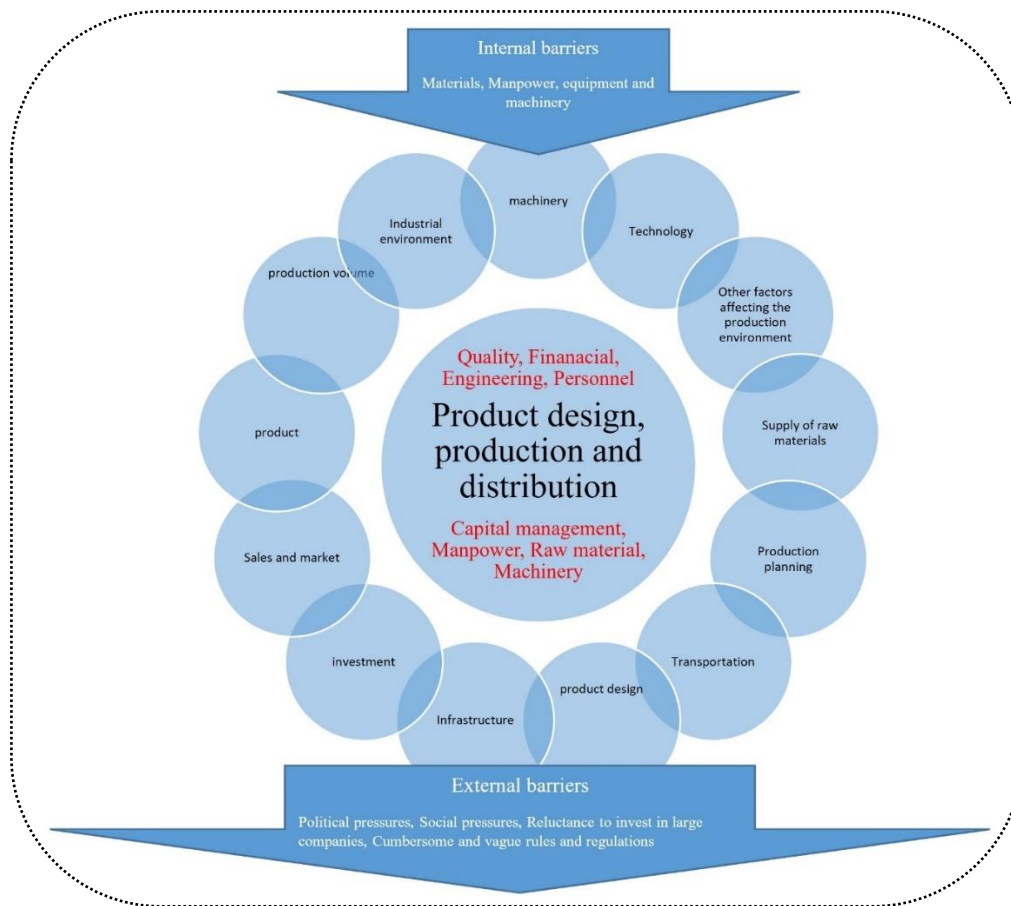 Internal barriers
Materials, Manpower, equipment and
machinery
machinery
Technology
Other factors
affecting the
production
environment
Supply of raw
materials
Production
planning
Transportation
product design
Infrastructure
investment
Sales and market
product
production volume
Industrial
environment
Quality, Finanacial,
Engineering, Personnel
Product design,
production and
distribution
Capital management,
Manpower, Raw material,
Machinery
External barriers
Political pressures, Social pressures, Reluctance to invest in large
companies, Cumbersome and vague rules and regulations